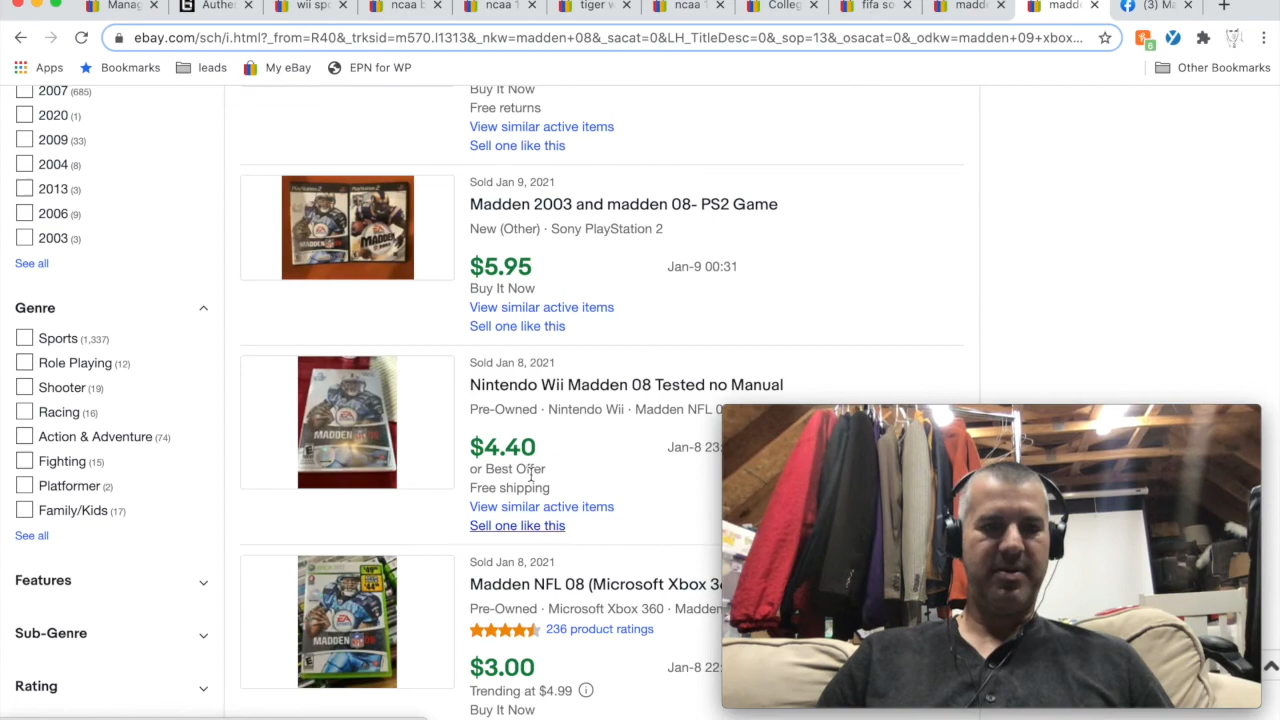 Manag
Auther
wii spo
ncaa b
ncaa 1
tiger w
ncaa 1
Colleg
fifa so
madde
madde
(3) Ma
ebay.com/sch/i.html?_from=R40&_trksid=m570.l1313&_nkw=madden+08&_sacat=0&LH_TitleDesc=0&_sop=13&_osacat=0&_odkw=madden+09+xbox...
6
Apps
Bookmarks
leads
My eBay
EPN for WP
Other Bookmarks
2007 (685)
2020 (1)
2009 (33)
2004 (8)
2013 (3)
2006 (9)
2003 (3)
See all
Genre
Sports (1,337)
Role Playing (12)
Shooter (19)
Racing (16)
Action & Adventure (74)
Fighting (15)
Platformer (2)
Family/Kids (17)
See all
Features
Sub-Genre
Rating
Buy It Now
Free returns
View similar active items
Sell one like this
Sold Jan 9, 2021
Madden 2003 and madden 08- PS2 Game
New (Other) · Sony PlayStation 2
$5.95
Jan-9 00:31
Buy It Now
View similar active items
Sell one like this
Sold Jan 8, 2021
Nintendo Wii Madden 08 Tested no Manual
Pre-Owned · Nintendo Wii · Madden NFL 0
$4.40
Jan-8 23:
or Best Offer
Free shipping
View similar active items
Sell one like this
Sold Jan 8, 2021
Madden NFL 08 (Microsoft Xbox 36
Pre-Owned · Microsoft Xbox 360 · Madden
236 product ratings
$3.00
Jan-8 22:
Trending at $4.99
Buy It Now